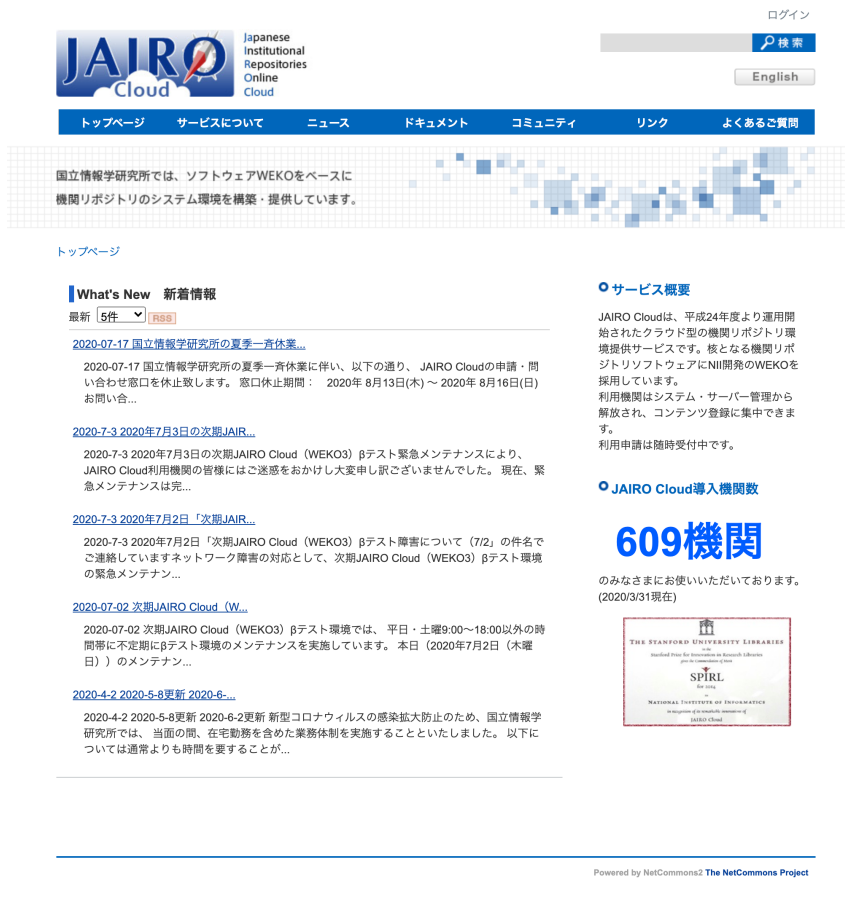 ログイン
JAIRO
Cloud
Japanese
Institutional
Repositories
Online
Cloud
検索
English
トップページ サービスについて ニュース ドキュメント コミュニティ リンク よくあるご質問
国立情報学研究所では、ソフトウェアWEKOをベースに
機関リポジトリのシステム環境を構築・提供しています。
トップページ
What's New 新着情報
最新 5件 RSS
2020-07-17 国立情報学研究所の夏季一斉休業...
2020-07-17 国立情報学研究所の夏季一斉休業に伴い、以下の通り、 JAIRO Cloudの申請・問
い合わせ窓口を休止致します。 窓口休止期間： 2020年 8月13日(木) ～ 2020年 8月16日(日)
お問い合...
2020-7-3 2020年7月3日の次期JAIR...
2020-7-3 2020年7月3日の次期JAIRO Cloud（WEKO3）βテスト緊急メンテナンスにより、
JAIRO Cloud利用機関の皆様にはご迷惑をおかけし大変申し訳ございませんでした。 現在、緊
急メンテナンスは完...
2020-7-3 2020年7月2日「次期JAIR...
2020-7-3 2020年7月2日「次期JAIRO Cloud（WEKO3）βテスト障害について（7/2」の件名で
ご連絡していますネットワーク障害の対応として、次期JAIRO Cloud（WEKO3）βテスト環境
の緊急メンテナン...
2020-07-02 次期JAIRO Cloud（W...
2020-07-02 次期JAIRO Cloud（WEKO3）βテスト環境では、 平日・土曜9:00～18:00以外の時
間帯に不定期にβテスト環境のメンテナンスを実施しています。 本日（2020年7月2日（木曜
日））のメンテナン...
2020-4-2 2020-5-8更新 2020-6-...
2020-4-2 2020-5-8更新 2020-6-2更新 新型コロナウィルスの感染拡大防止のため、国立情報学
研究所では、 当面の間、在宅勤務を含めた業務体制を実施することといたしました。 以下に
ついては通常よりも時間を要することが...
サービス概要
JAIRO Cloudは、平成24年度より運用開
始されたクラウド型の機関リポジトリ環
境提供サービスです。核となる機関リポ
ジトリソフトウェアにNII開発のWEKOを
採用しています。
利用機関はシステム・サーバー管理から
解放され、コンテンツ登録に集中できま
す。
利用申請は随時受付中です。
JAIRO Cloud導入機関数
609機関
のみなさまにお使いいただいております。
(2020/3/31現在)
THE STANFORD UNIVERSITY LIBRARIES
Stanford Prize for Innovation in Research Libraries
SPIRL
for 2014
NATIONAL INSTITUTE OF INFORMATICS
JAIRO Cloud
Powered by NetCommons2 The NetCommons Project